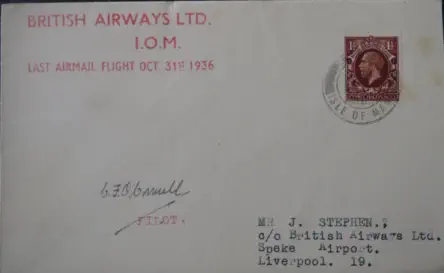 BRITISH AIRWAYS LTD.
I.O.M.
LAST AIRMAIL FLIGHT OCT 31st 1936
ISLE OF
PILOT.
MR J. STEPHEN.,
c/o British Airways Ltd.
Speke Airport.
Liverpool. 19.